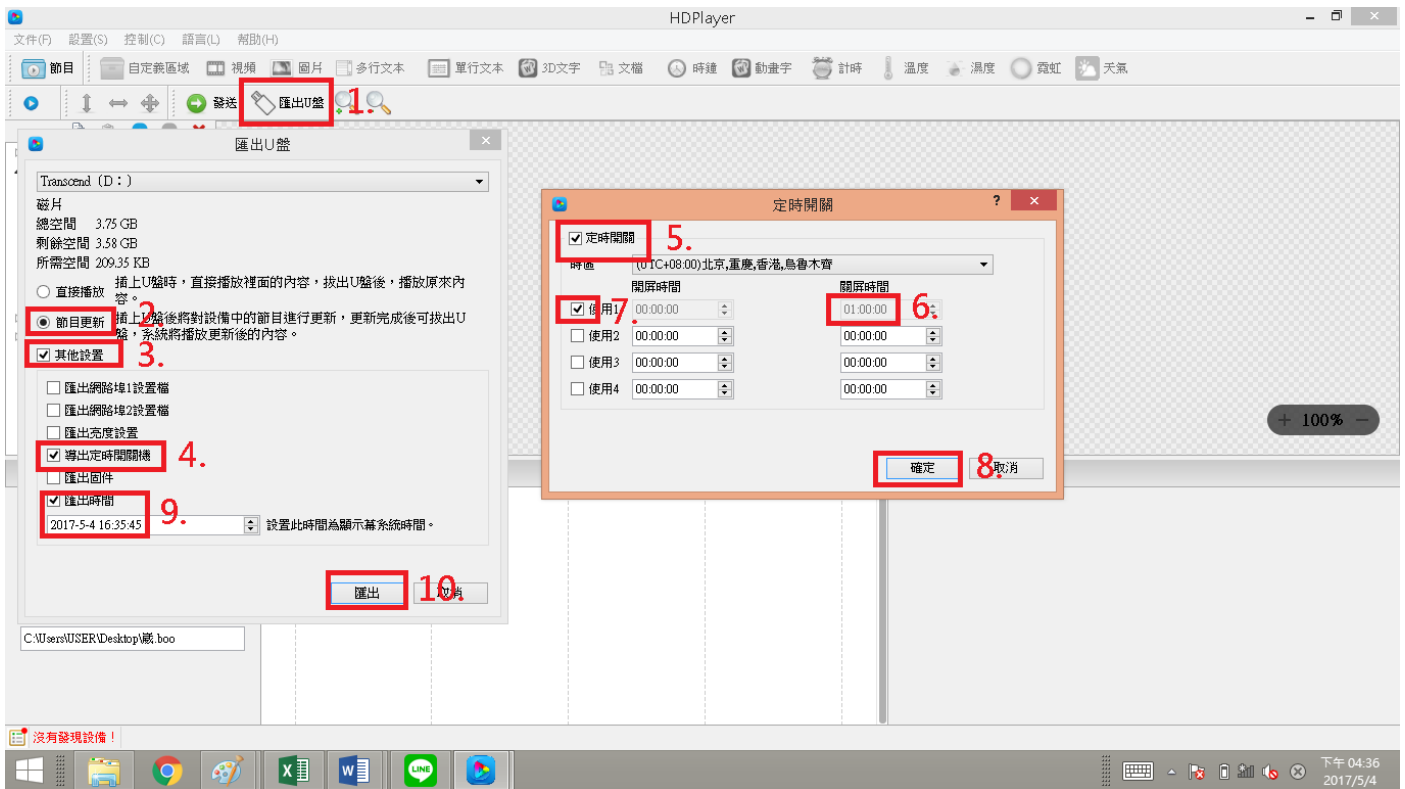 HDPlayer
文件(F) 設置(S) 控制(C) 語言(L) 幫助(H)
節目 自定義區域 視頻 圖片 多行文本 單行文本 3D文字 文檔 時鐘 動畫字 計時 溫度 濕度 霓虹 天氣
發送 匯出U盤 1.
匯出U盤
Transcend (D：)
磁片
總空間 3.75 GB
剩餘空間 3.58 GB
所需空間 209.35 KB
直接播放 插上U盤時，直接播放裡面的內容，拔出U盤後，播放原來內容。
節目更新 2. 插上U盤後將對設備中的節目進行更新，更新完成後可拔出U盤，系統將播放更新後的內容。
其他設置 3.
匯出網路埠1設置檔
匯出網路埠2設置檔
匯出亮度設置
導出定時開關機 4.
匯出固件
匯出時間
2017-5-4 16:35:45 9. 設置此時間為顯示幕系統時間。
匯出 10. 取消
定時開關 ?
定時開關 5.
時區 (UTC+08:00)北京,重慶,香港,烏魯木齊
開屏時間 關屏時間
使用1 7. 00:00:00 01:00:00 6.
使用2 00:00:00 00:00:00
使用3 00:00:00 00:00:00
使用4 00:00:00 00:00:00
確定 8. 取消
+ 100% −
C:\Users\USER\Desktop\.boo
沒有發現設備！
LINE
下午 04:36
2017/5/4